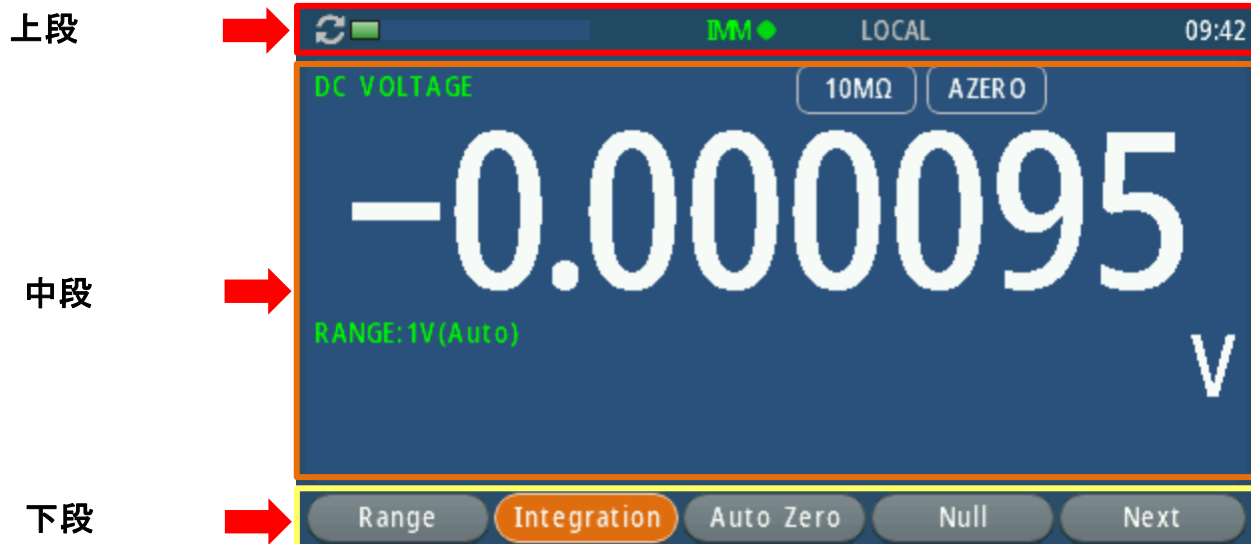 上段
IMM LOCAL 09:42
DC VOLTAGE 10MΩ AZERO
-0.000095
中段
RANGE:1V(Auto)
V
下段
Range Integration Auto Zero Null Next